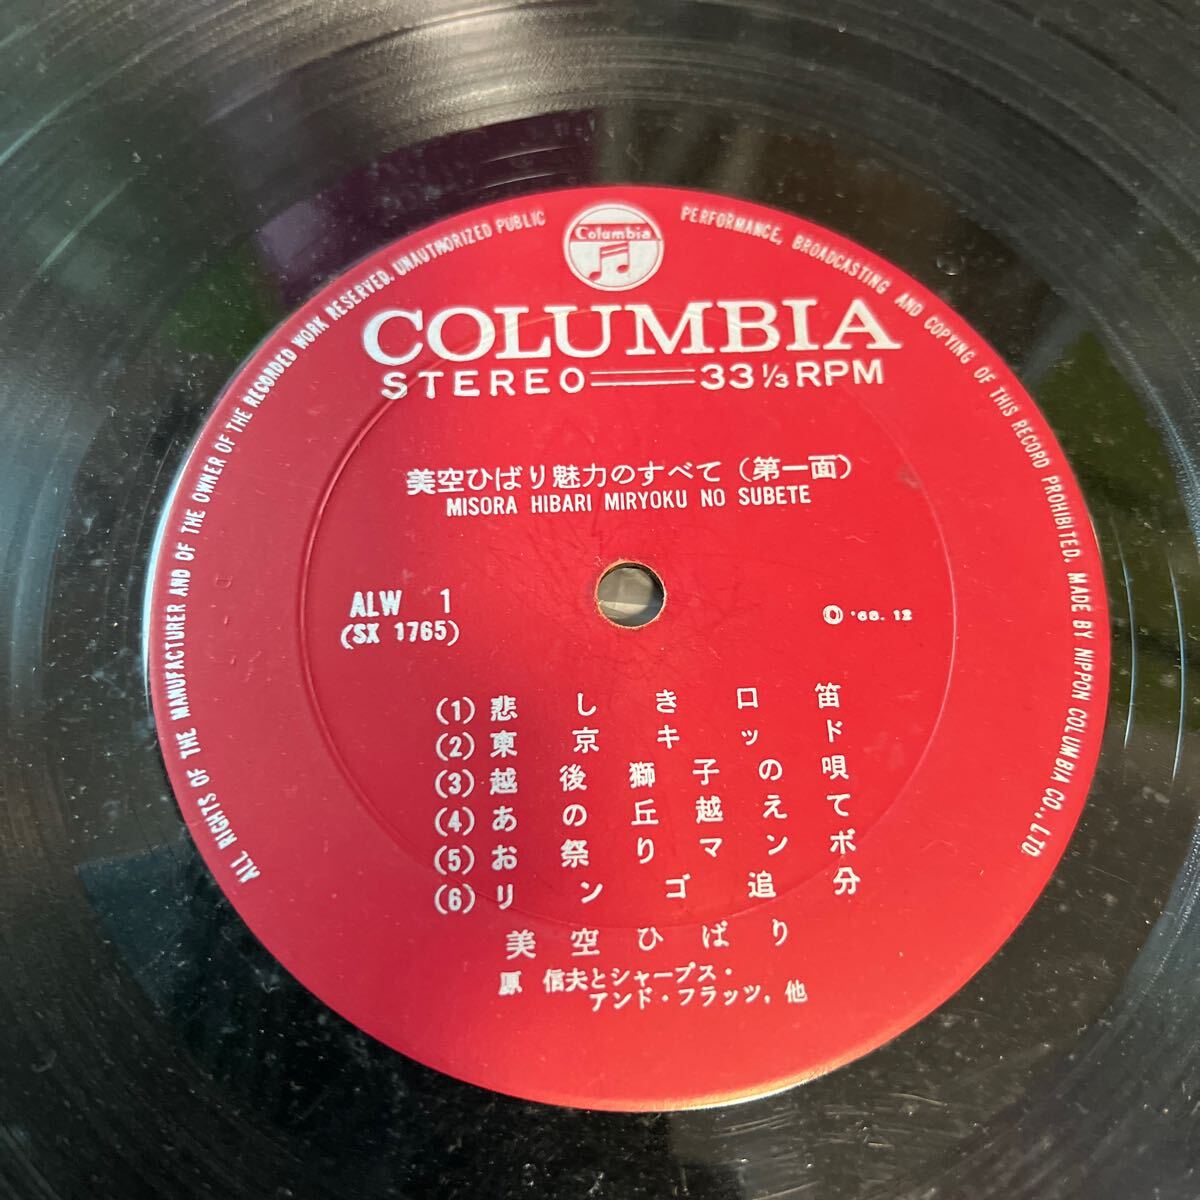 ALL RIGHTS OF THE MANUFACTURER AND OF THE OWNER OF THE RECORDED WORK RESERVED. UNAUTHORIZED PUBLIC PERFORMANCE, BROADCASTING AND COPYING OF THIS RECORD PROHIBITED. MADE BY NIPPON COLUMBIA CO., LTD
Columbia
COLUMBIA
STEREO 33 1/3 RPM
美空ひばり魅力のすべて（第一面）
MISORA HIBARI MIRYOKU NO SUBETE
ALW 1
(SX 1765)
Ⓞ '68. 12
(1) 悲しき口笛
(2) 東京キッド
(3) 越後獅子の唄
(4) あの丘越えて
(5) お祭りマンボ
(6) リンゴ追分
美空ひばり
原 信夫とシャープス・
アンド・フラッツ, 他